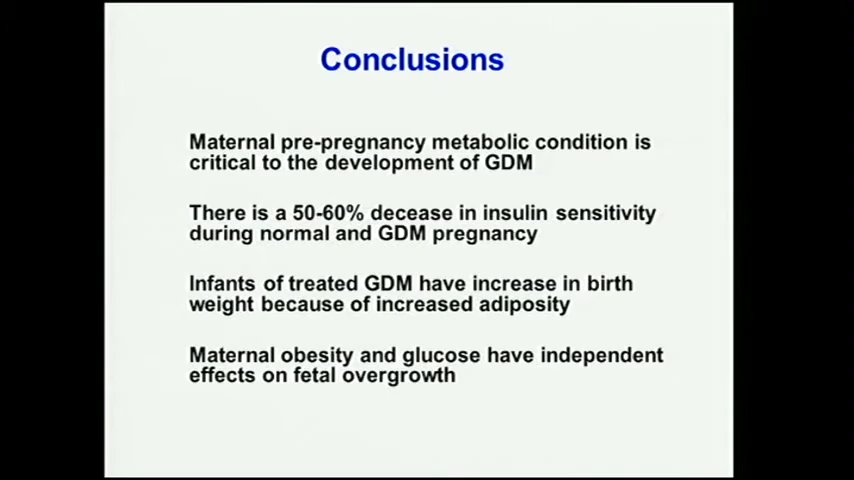 Conclusions
Maternal pre-pregnancy metabolic condition is
critical to the development of GDM
There is a 50-60% decease in insulin sensitivity
during normal and GDM pregnancy
Infants of treated GDM have increase in birth
weight because of increased adiposity
Maternal obesity and glucose have independent
effects on fetal overgrowth